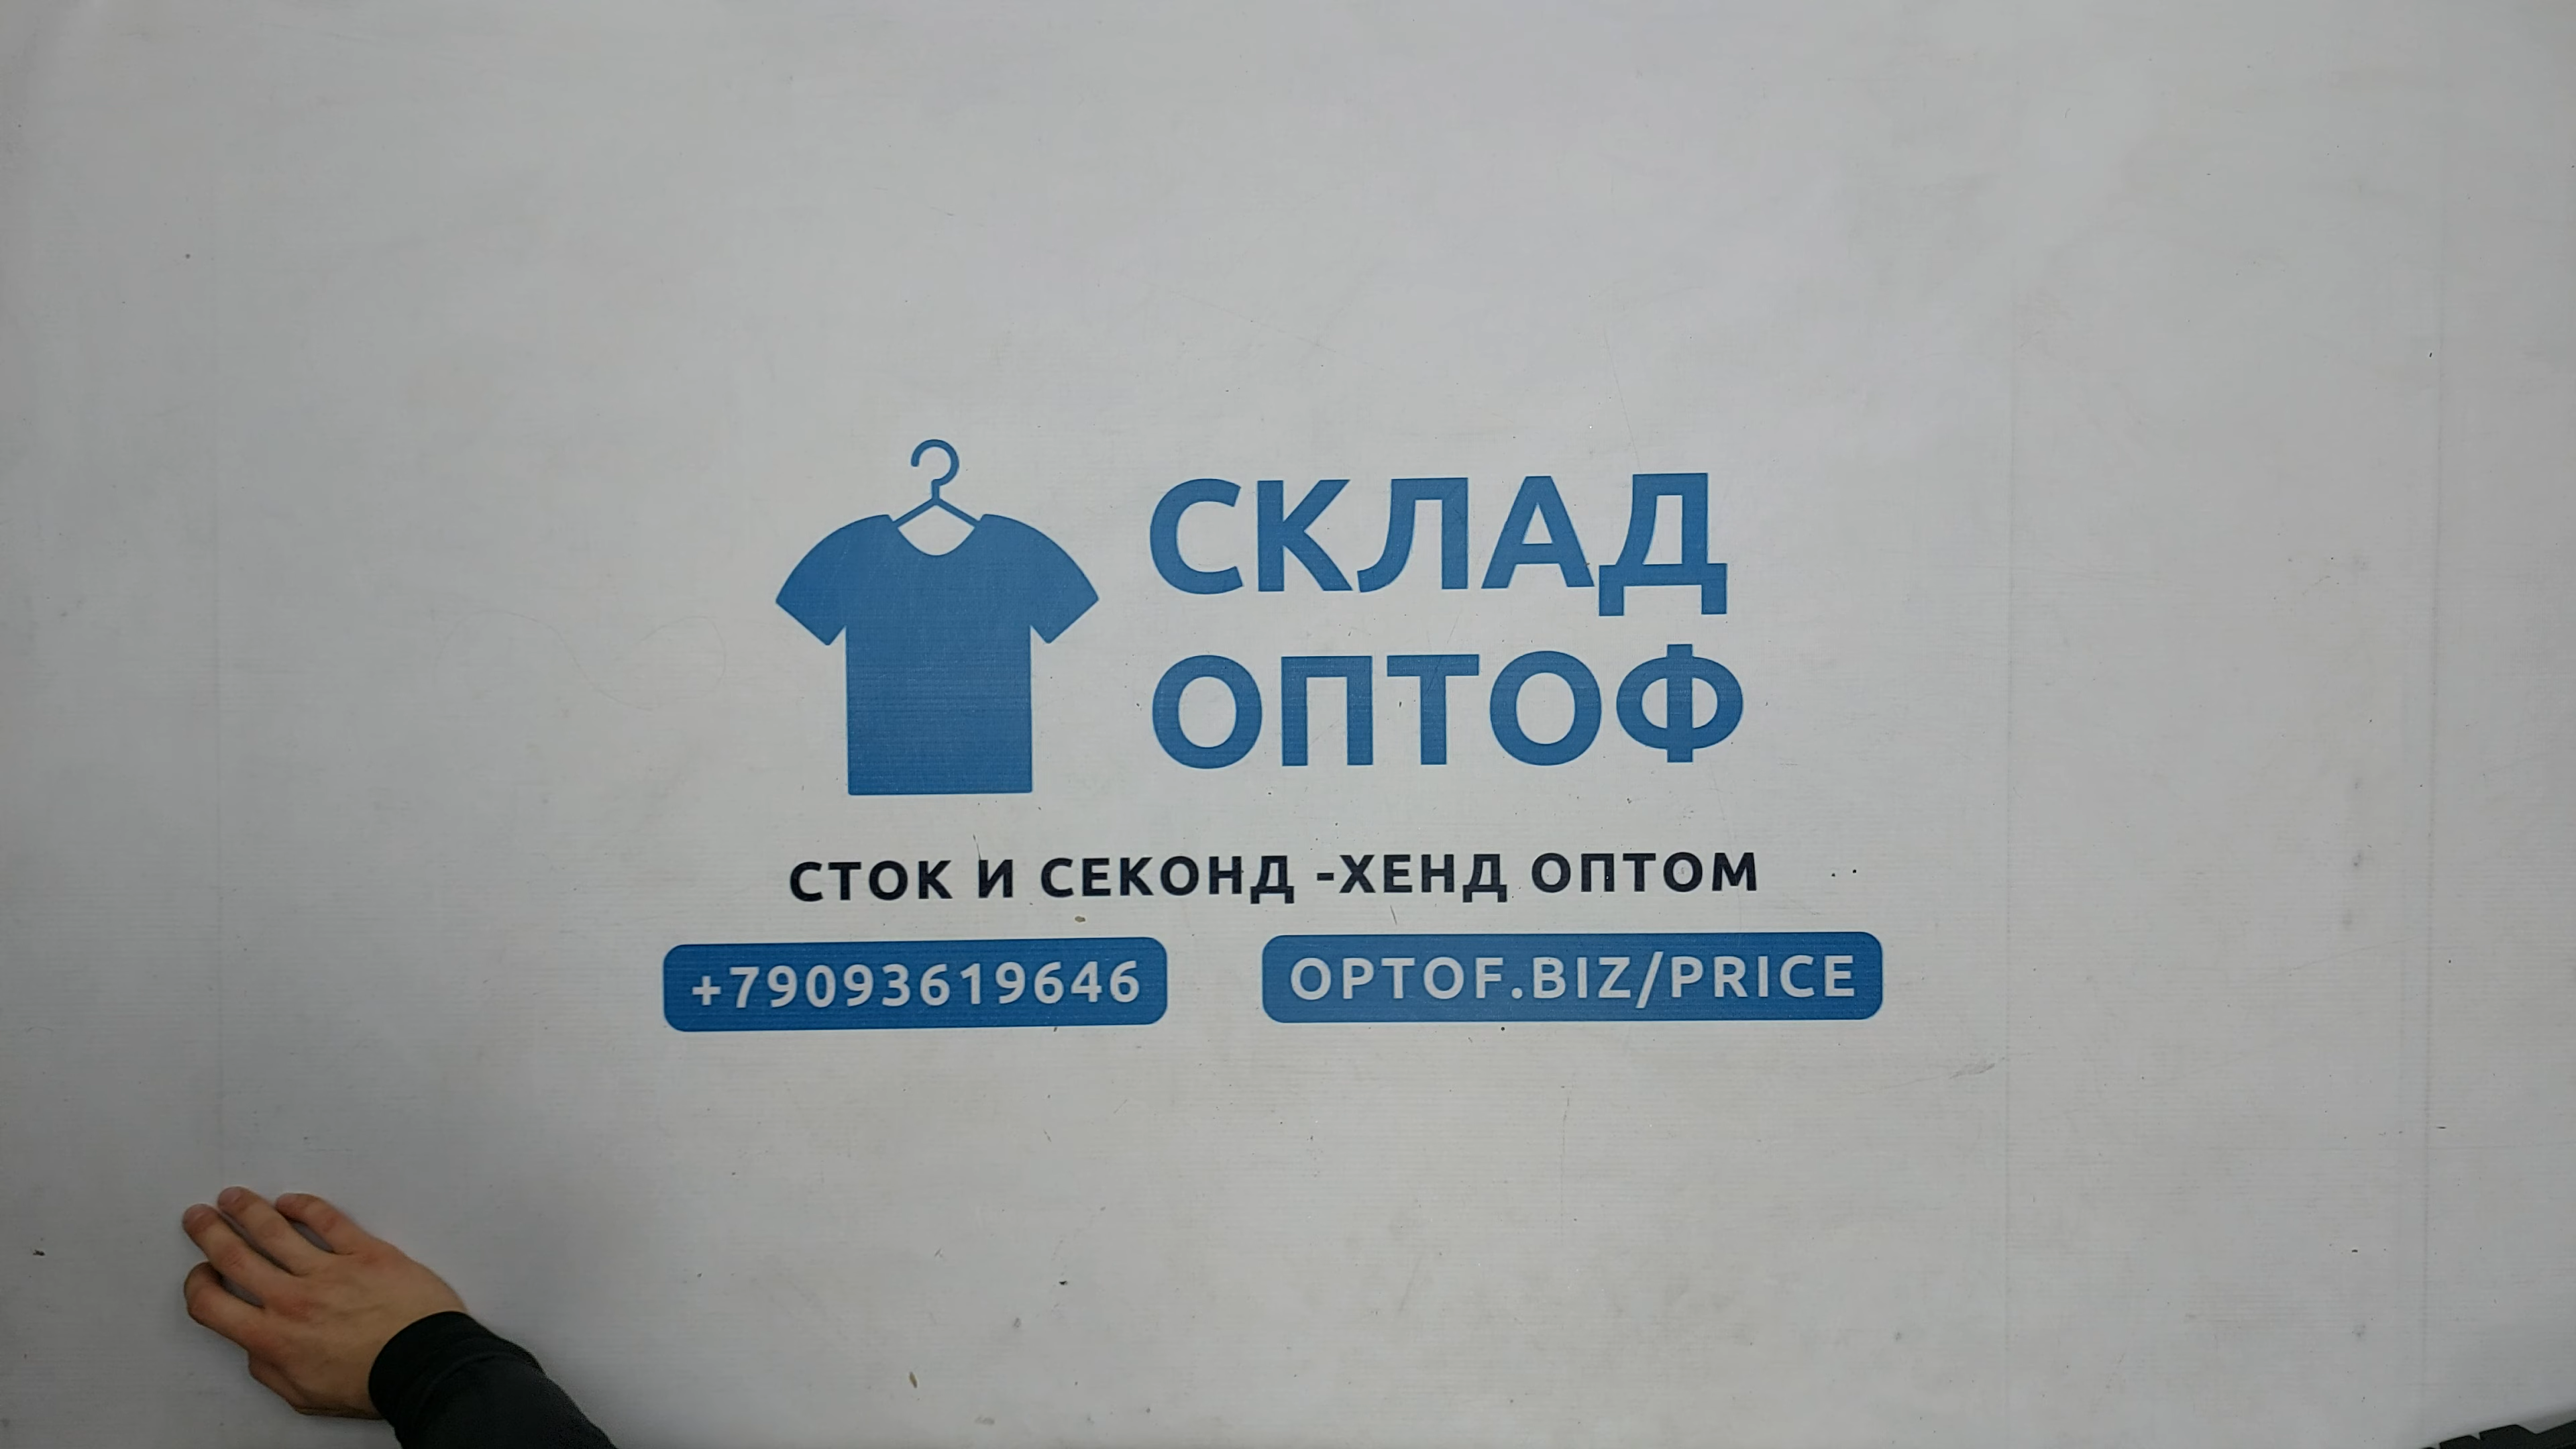 СКЛАД
ОПТОФ
СТОК И СЕКОНД -ХЕНД ОПТОМ
+79093619646
OPTOF.BIZ/PRICE